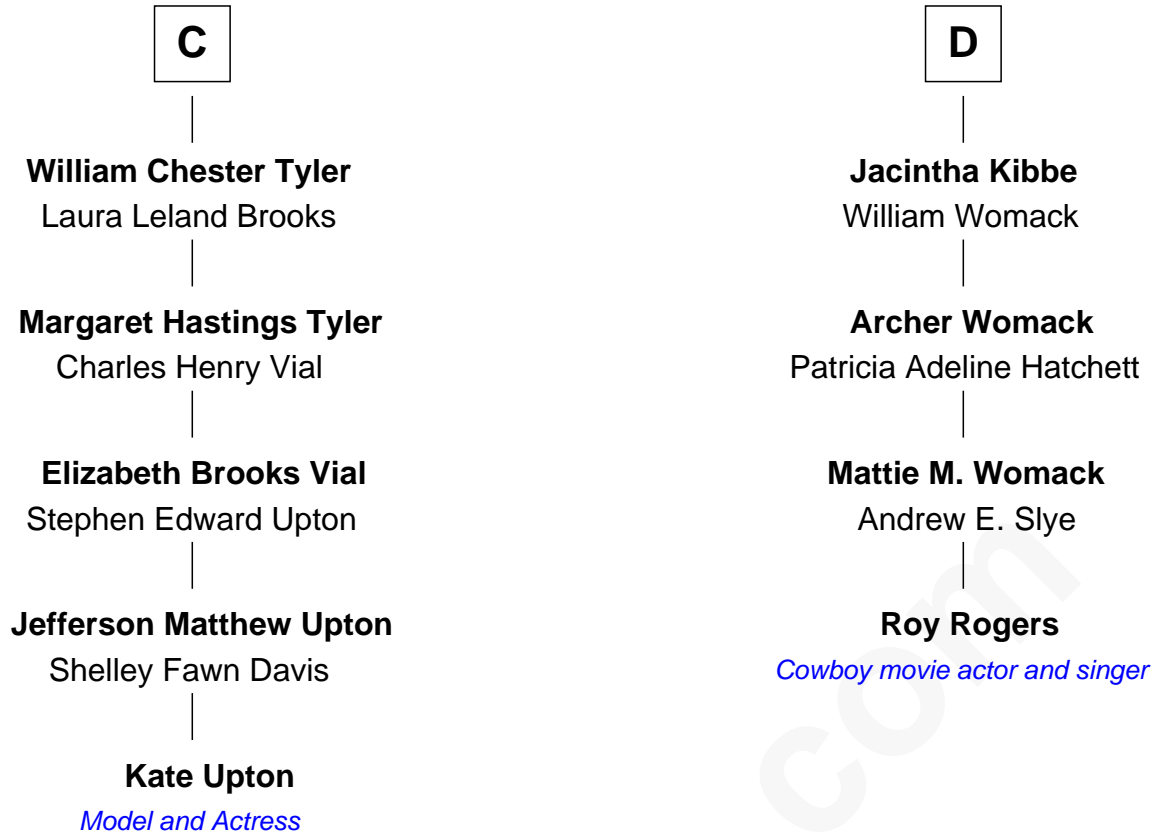 C
William Chester Tyler
Laura Leland Brooks
Margaret Hastings Tyler
Charles Henry Vial
Elizabeth Brooks Vial
Stephen Edward Upton
Jefferson Matthew Upton
Shelley Fawn Davis
Kate Upton
Model and Actress
D
Jacintha Kibbe
William Womack
Archer Womack
Patricia Adeline Hatchett
Mattie M. Womack
Andrew E. Slye
Roy Rogers
Cowboy movie actor and singer
com